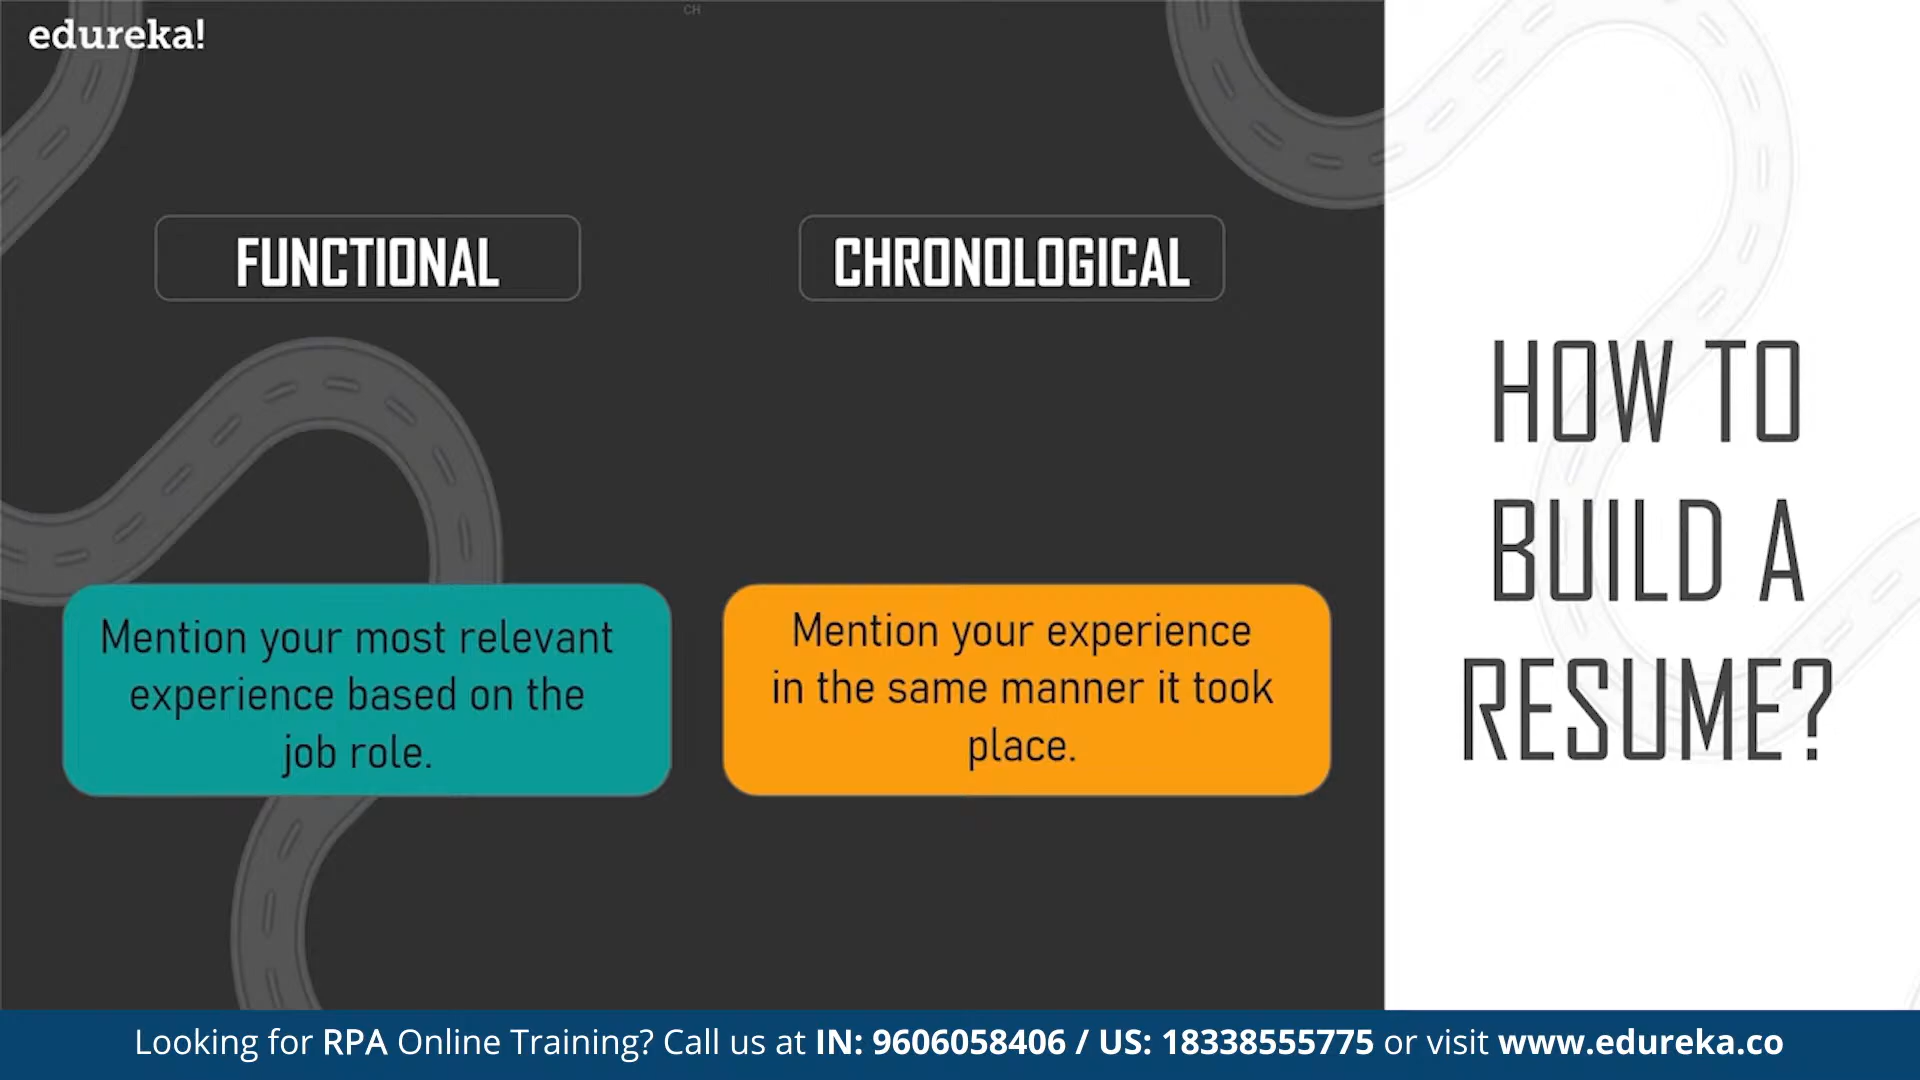 CH
edureka!
FUNCTIONAL
CHRONOLOGICAL
Mention your most relevant
experience based on the
job role.
Mention your experience
in the same manner it took
place.
HOW TO
BUILD A
RESUME?
Looking for RPA Online Training? Call us at IN: 9606058406 / US: 18338555775 or visit www.edureka.co